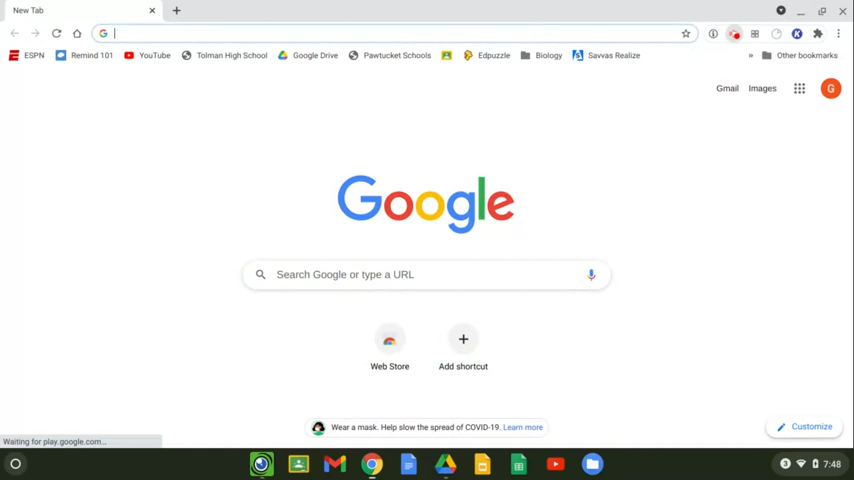 New Tab
ESPN Remind 101 YouTube Tolman High School Google Drive Pawtucket Schools Edpuzzle Biology Savvas Realize » Other bookmarks
Gmail Images G
Google
Search Google or type a URL
Web Store Add shortcut
Wear a mask. Help slow the spread of COVID-19. Learn more
Customize
Waiting for play.google.com...
3 7:48